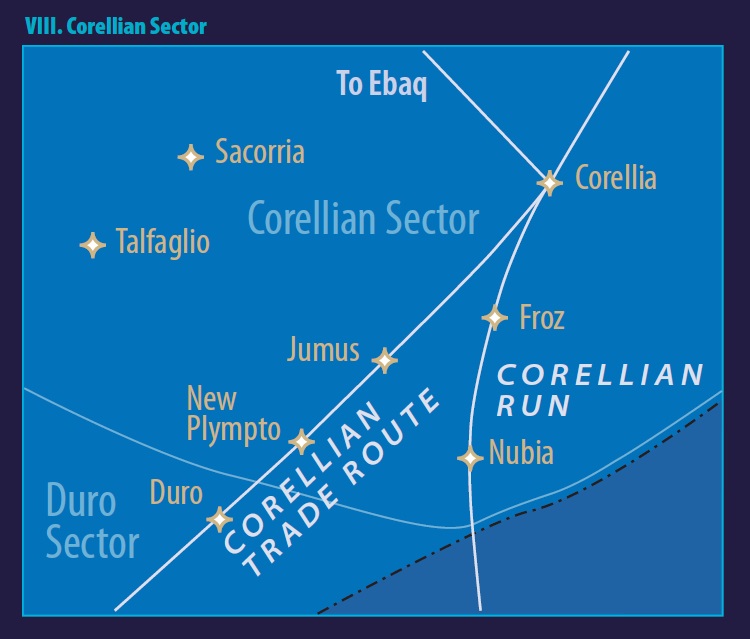 VIII. Corellian Sector
To Ebaq
Sacorria
Corellia
Corellian Sector
Talfaglio
Froz
Jumus
CORELLIAN
RUN
New
Plympto
CORELLIAN
TRADE ROUTE
Nubia
Duro
Duro
Sector